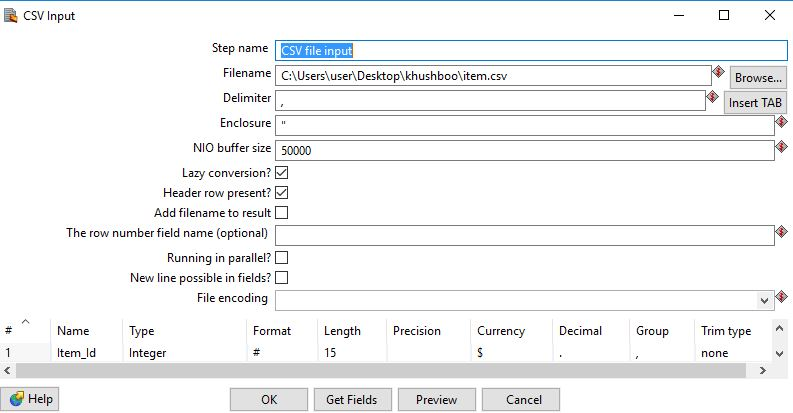 CSV Input
Step name CSV file input
Filename C:\Users\user\Desktop\khushboo\item.csv Browse...
Delimiter , Insert TAB
Enclosure "
NIO buffer size 50000
Lazy conversion?
Header row present?
Add filename to result
The row number field name (optional)
Running in parallel?
New line possible in fields?
File encoding
# Name Type Format Length Precision Currency Decimal Group Trim type
1 Item_Id Integer # 15 $ . , none
Help OK Get Fields Preview Cancel